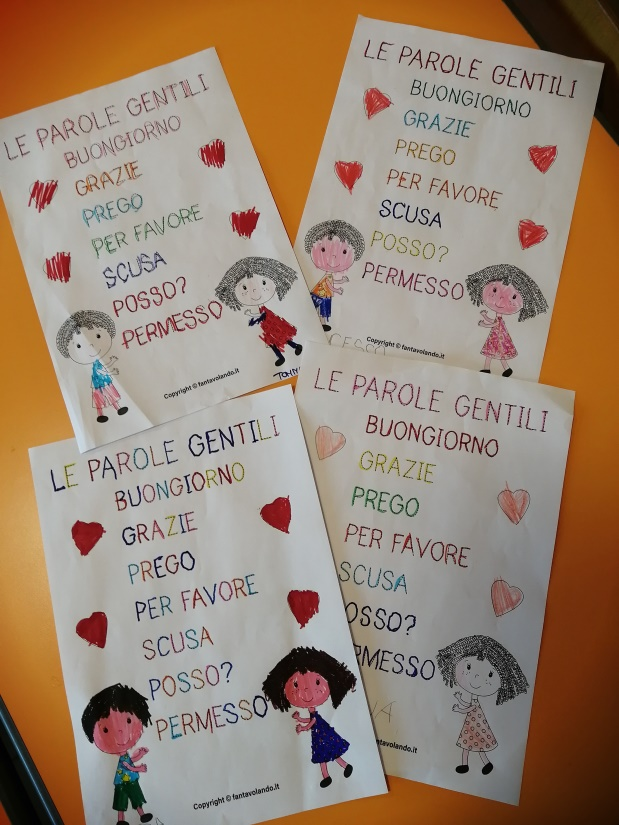 LE PAROLE GENTILI
BUONGIORNO
GRAZIE
PREGO
PER FAVORE
SCUSA
POSSO?
PERMESSO
Copyright © fantavolando.it
LE PAROLE GENTILI
BUONGIORNO
GRAZIE
PREGO
PER FAVORE
SCUSA
POSSO?
PERMESSO
Copyright © fantavolando.it
LE PAROLE GENTILI
BUONGIORNO
GRAZIE
PREGO
PER FAVORE
SCUSA
POSSO?
PERMESSO
Copyright © fantavolando.it
LE PAROLE GENTILI
BUONGIORNO
GRAZIE
PREGO
PER FAVORE
SCUSA
OSSO?
RMESSO
fantavolando.it